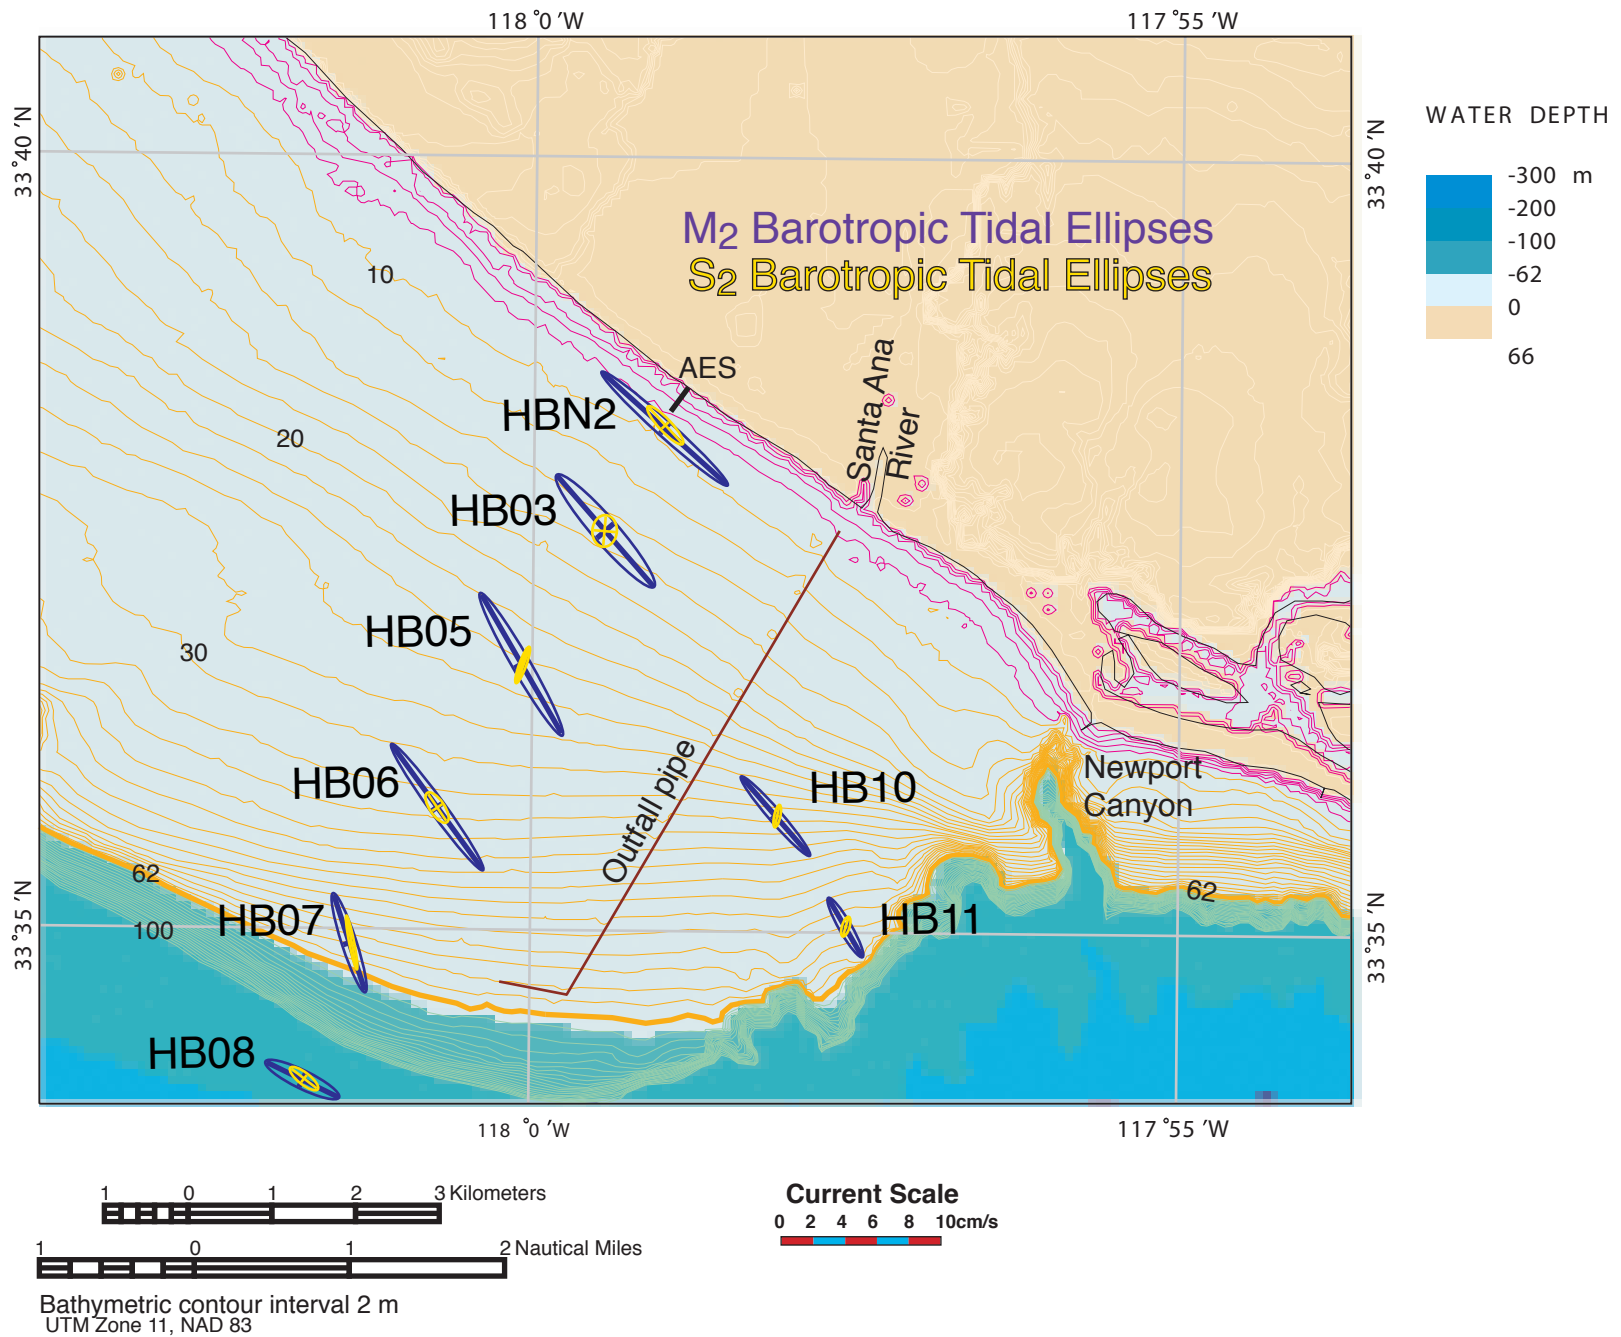 118 °0 ′W
117 55 ′W
33 °40 ′N
33 °40 ′N
WATER DEPTH
-300 m
-200
-100
-62
0
66
M2 Barotropic Tidal Ellipses
S2 Barotropic Tidal Ellipses
10
AES
HBN2
Santa Ana
River
20
HB03
HB05
30
HB06
HB10
Newport
Canyon
Outfall pipe
62
62
HB07
100
HB11
33 °35 ′N
33 °35 ′N
HB08
118 °0 ′W
117 °55 ′W
1 0 1 2 3 Kilometers
1 0 1 2 Nautical Miles
Current Scale
0 2 4 6 8 10cm/s
Bathymetric contour interval 2 m
UTM Zone 11, NAD 83